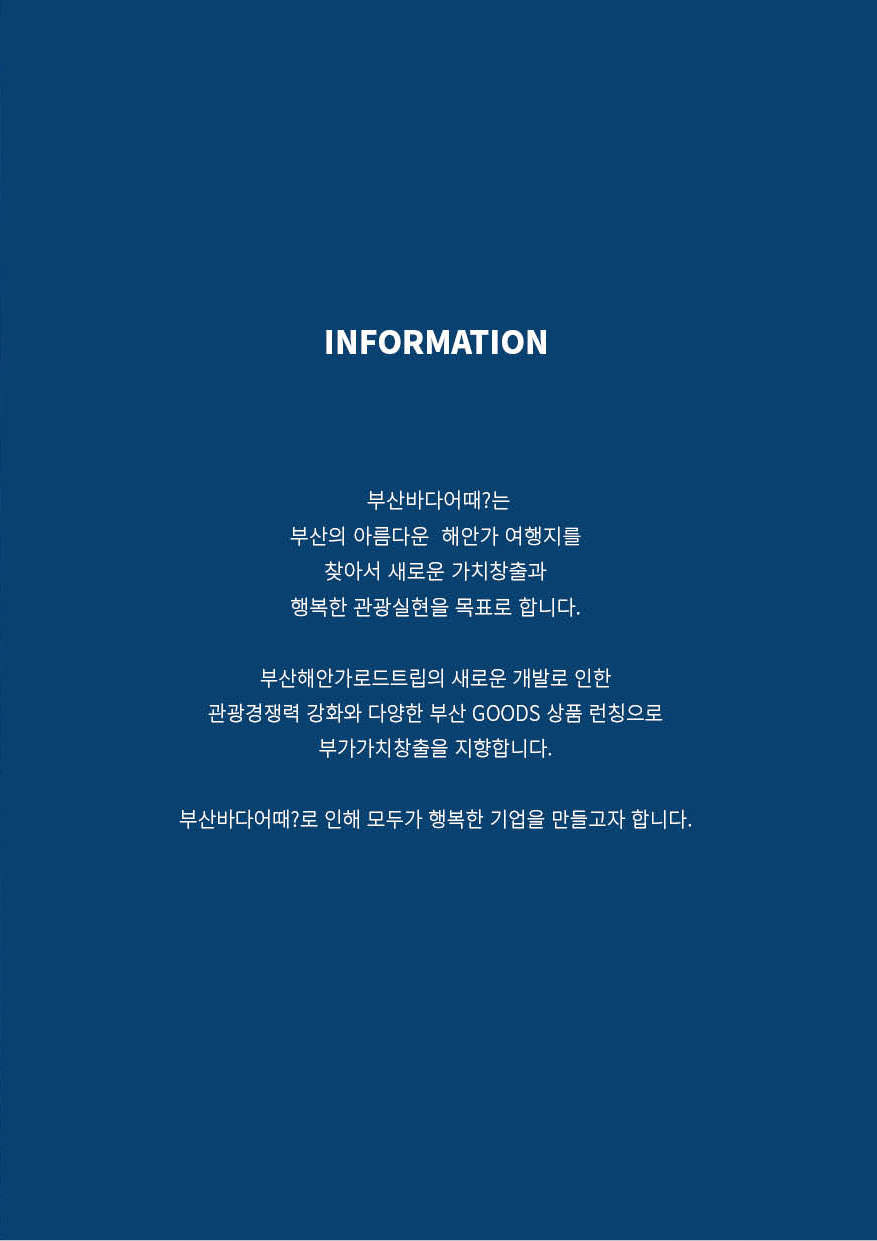 INFORMATION
부산바다어때?는
부산의 아름다운 해안가 여행지를
찾아서 새로운 가치창출과
행복한 관광실현을 목표로 합니다.
부산해안가로드트립의 새로운 개발로 인한
관광경쟁력 강화와 다양한 부산 GOODS 상품 런칭으로
부가가치창출을 지향합니다.
부산바다어때?로 인해 모두가 행복한 기업을 만들고자 합니다.